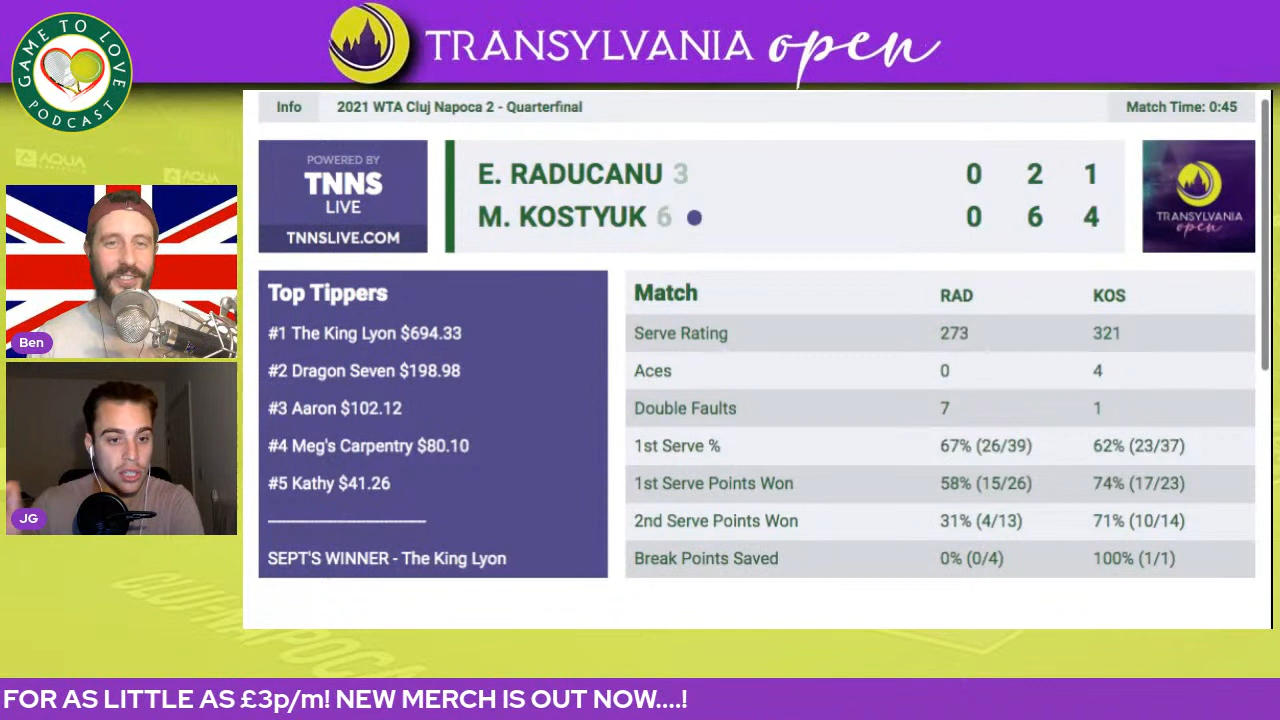 GAME TO LOVE
PODCAST
TRANSYLVANIA open
Info 2021 WTA Cluj Napoca 2 - Quarterfinal Match Time: 0:45
POWERED BY
TNNS
LIVE
TNNSLIVE.COM
E. RADUCANU 3 0 2 1
M. KOSTYUK 6 0 6 4
TRANSYLVANIA
open
AQUA
AQUA
Ben
JG
Top Tippers
#1 The King Lyon $694.33
#2 Dragon Seven $198.98
#3 Aaron $102.12
#4 Meg's Carpentry $80.10
#5 Kathy $41.26
SEPT'S WINNER - The King Lyon
Match RAD KOS
Serve Rating 273 321
Aces 0 4
Double Faults 7 1
1st Serve % 67% (26/39) 62% (23/37)
1st Serve Points Won 58% (15/26) 74% (17/23)
2nd Serve Points Won 31% (4/13) 71% (10/14)
Break Points Saved 0% (0/4) 100% (1/1)
CLUJ-NAPOCA
FOR AS LITTLE AS £3p/m! NEW MERCH IS OUT NOW....!